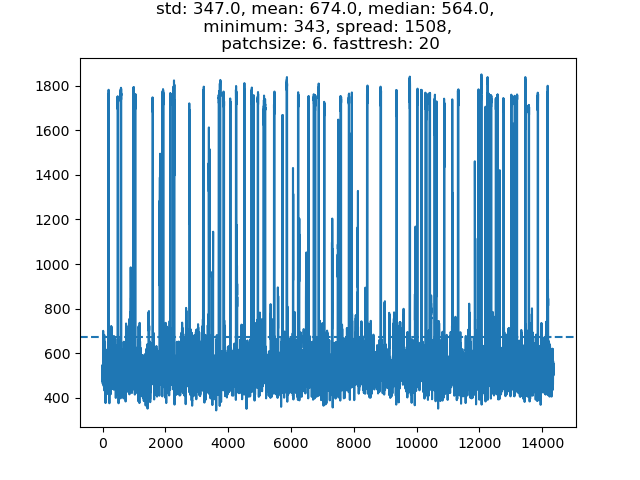 std: 347.0, mean: 674.0, median: 564.0,
minimum: 343, spread: 1508,
patchsize: 6. fasttresh: 20
1800
1600
1400
1200
1000
800
600
400
0 2000 4000 6000 8000 10000 12000 14000